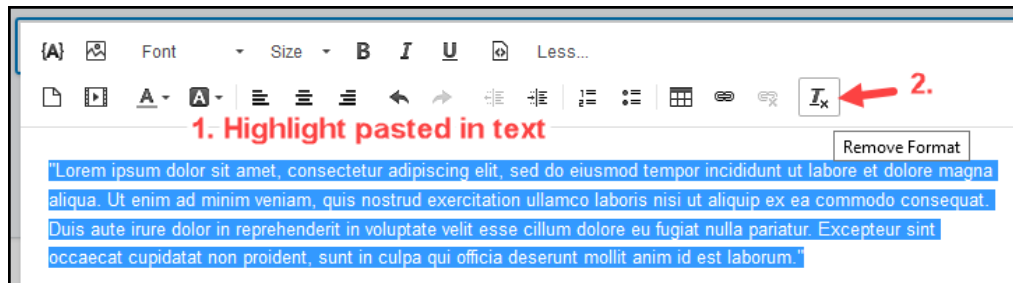 {A} Font Size B I U Less...
A A Tx 2.
1. Highlight pasted in text
Remove Format
"Lorem ipsum dolor sit amet, consectetur adipiscing elit, sed do eiusmod tempor incididunt ut labore et dolore magna
aliqua. Ut enim ad minim veniam, quis nostrud exercitation ullamco laboris nisi ut aliquip ex ea commodo consequat.
Duis aute irure dolor in reprehenderit in voluptate velit esse cillum dolore eu fugiat nulla pariatur. Excepteur sint
occaecat cupidatat non proident, sunt in culpa qui officia deserunt mollit anim id est laborum."